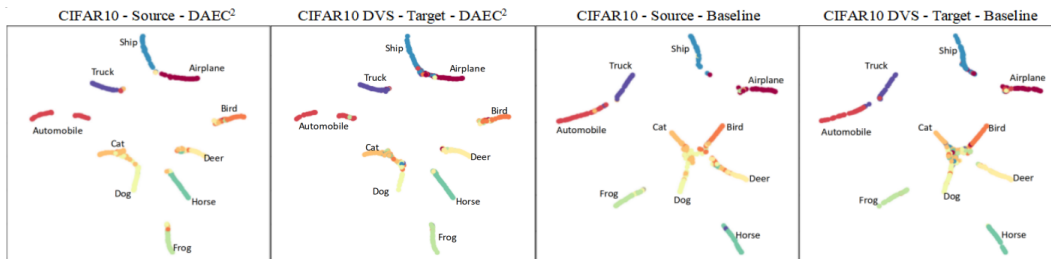 CIFAR10 - Source - DAEC²
CIFAR10 DVS - Target - DAEC²
CIFAR10 - Source - Baseline
CIFAR10 DVS - Target - Baseline
Ship
Airplane
Truck
Bird
Automobile
Cat
Deer
Dog
Horse
Frog
Ship
Airplane
Truck
Bird
Automobile
Cat
Deer
Dog
Horse
Frog
Ship
Truck
Airplane
Automobile
Cat
Bird
Deer
Frog
Dog
Horse
Ship
Truck
Airplane
Automobile
Cat
Bird
Deer
Frog
Dog
Horse